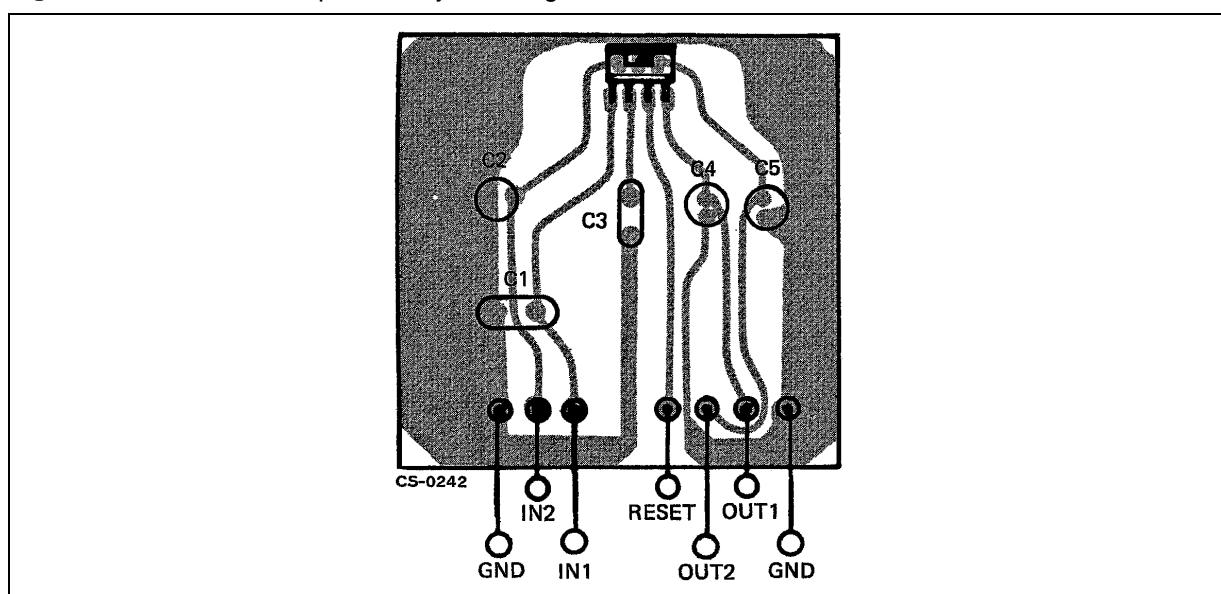 C2
C4
C5
C3
C1
CS-0242
IN2
RESET
OUT1
GND
IN1
OUT2
GND